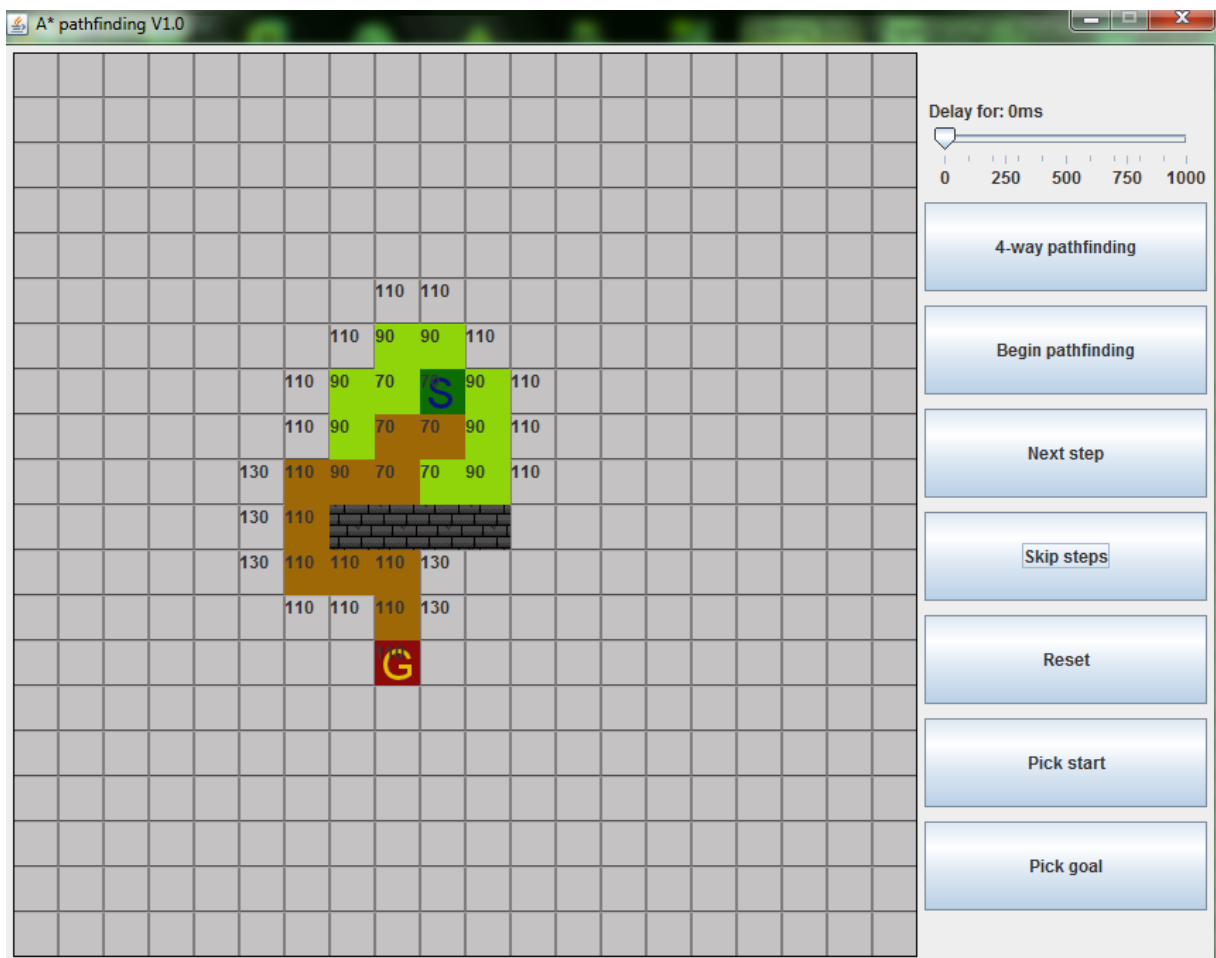 A* pathfinding V1.0
Delay for: 0ms
0 250 500 750 1000
4-way pathfinding
Begin pathfinding
Next step
Skip steps
Reset
Pick start
Pick goal
110 110
110 90 90 110
110 90 70 S 90 110
110 90 70 70 90 110
130 110 90 70 70 90 110
130 110
130 110 110 110 130
110 110 110 130
G